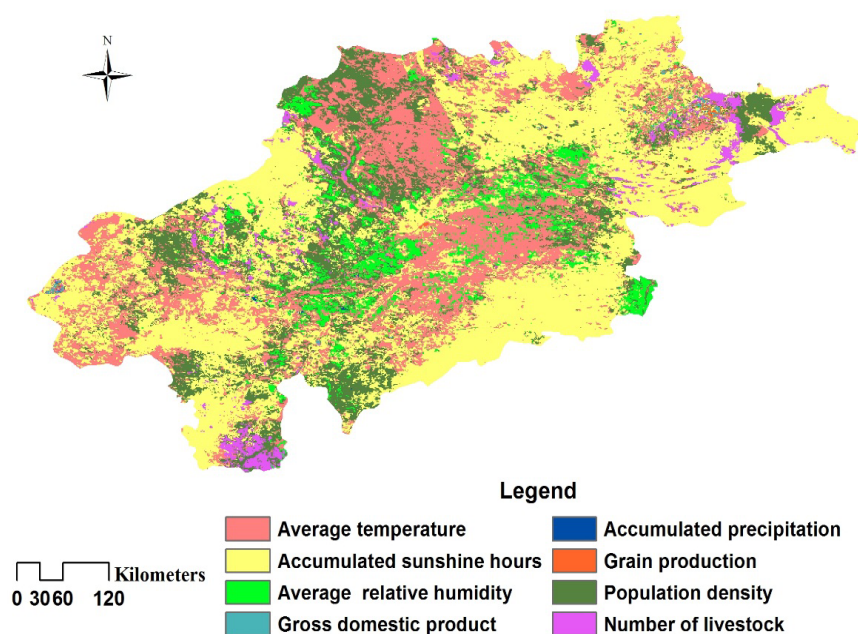 N
Legend
Average temperature
Accumulated sunshine hours
Average relative humidity
Gross domestic product
Accumulated precipitation
Grain production
Population density
Number of livestock
Kilometers
0 30 60 120